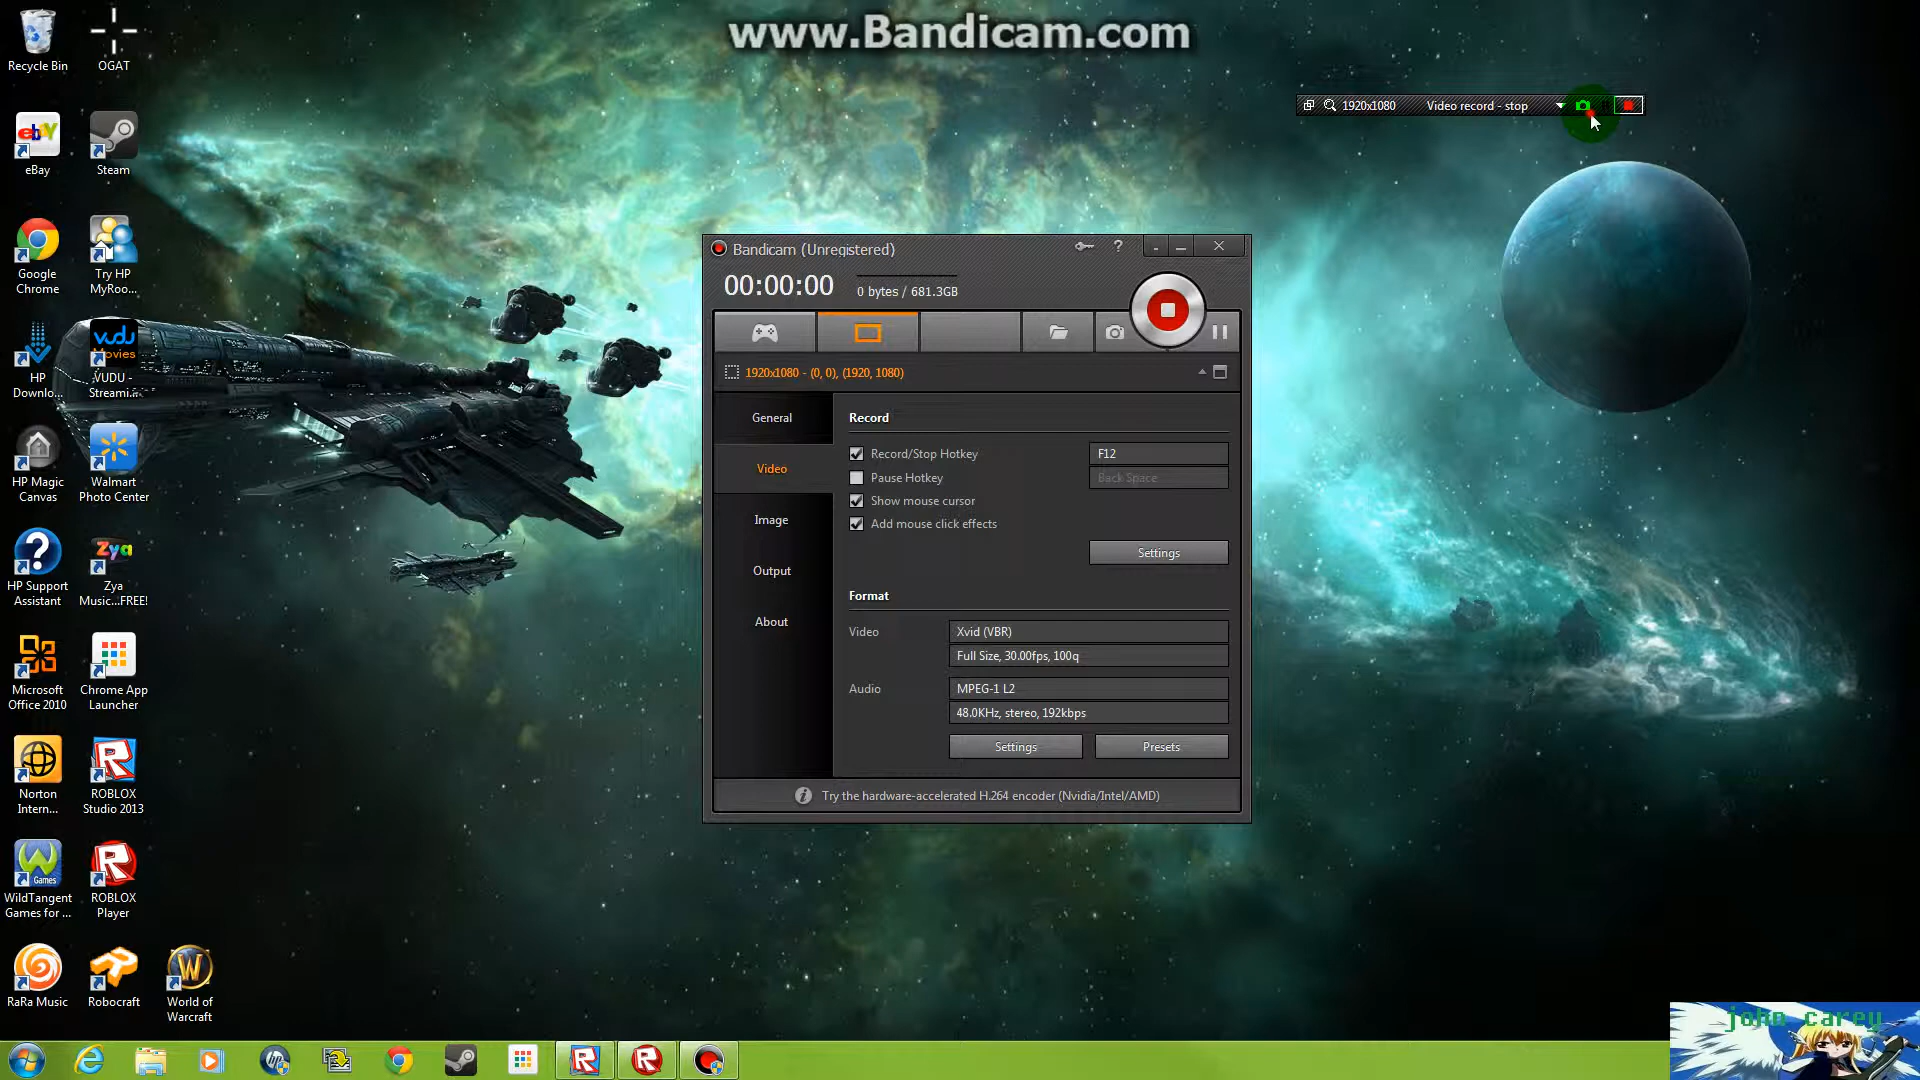 www.Bandicam.com
1920x1080 Video record - stop
Recycle Bin
OGAT
eBay
Steam
Google
Chrome
Try HP
MyRoo...
HP
Downlo...
vudu
Movies
VUDU -
Streami...
HP Magic
Canvas
Walmart
Photo Center
HP Support
Assistant
Zya
Zya
Music...FREE!
Microsoft
Office 2010
Chrome App
Launcher
Norton
Intern...
ROBLOX
Studio 2013
Games
WildTangent
Games for ...
ROBLOX
Player
RaRa Music
Robocraft
World of
Warcraft
Bandicam (Unregistered)
00:00:00
0 bytes / 681.3GB
1920x1080 - (0, 0), (1920, 1080)
General
Video
Image
Output
About
Record
Record/Stop Hotkey F12
Pause Hotkey Back Space
Show mouse cursor
Add mouse click effects
Settings
Format
Video Xvid (VBR)
Full Size, 30.00fps, 100q
Audio MPEG-1 L2
48.0KHz, stereo, 192kbps
Settings Presets
Try the hardware-accelerated H.264 encoder (Nvidia/Intel/AMD)
john carey